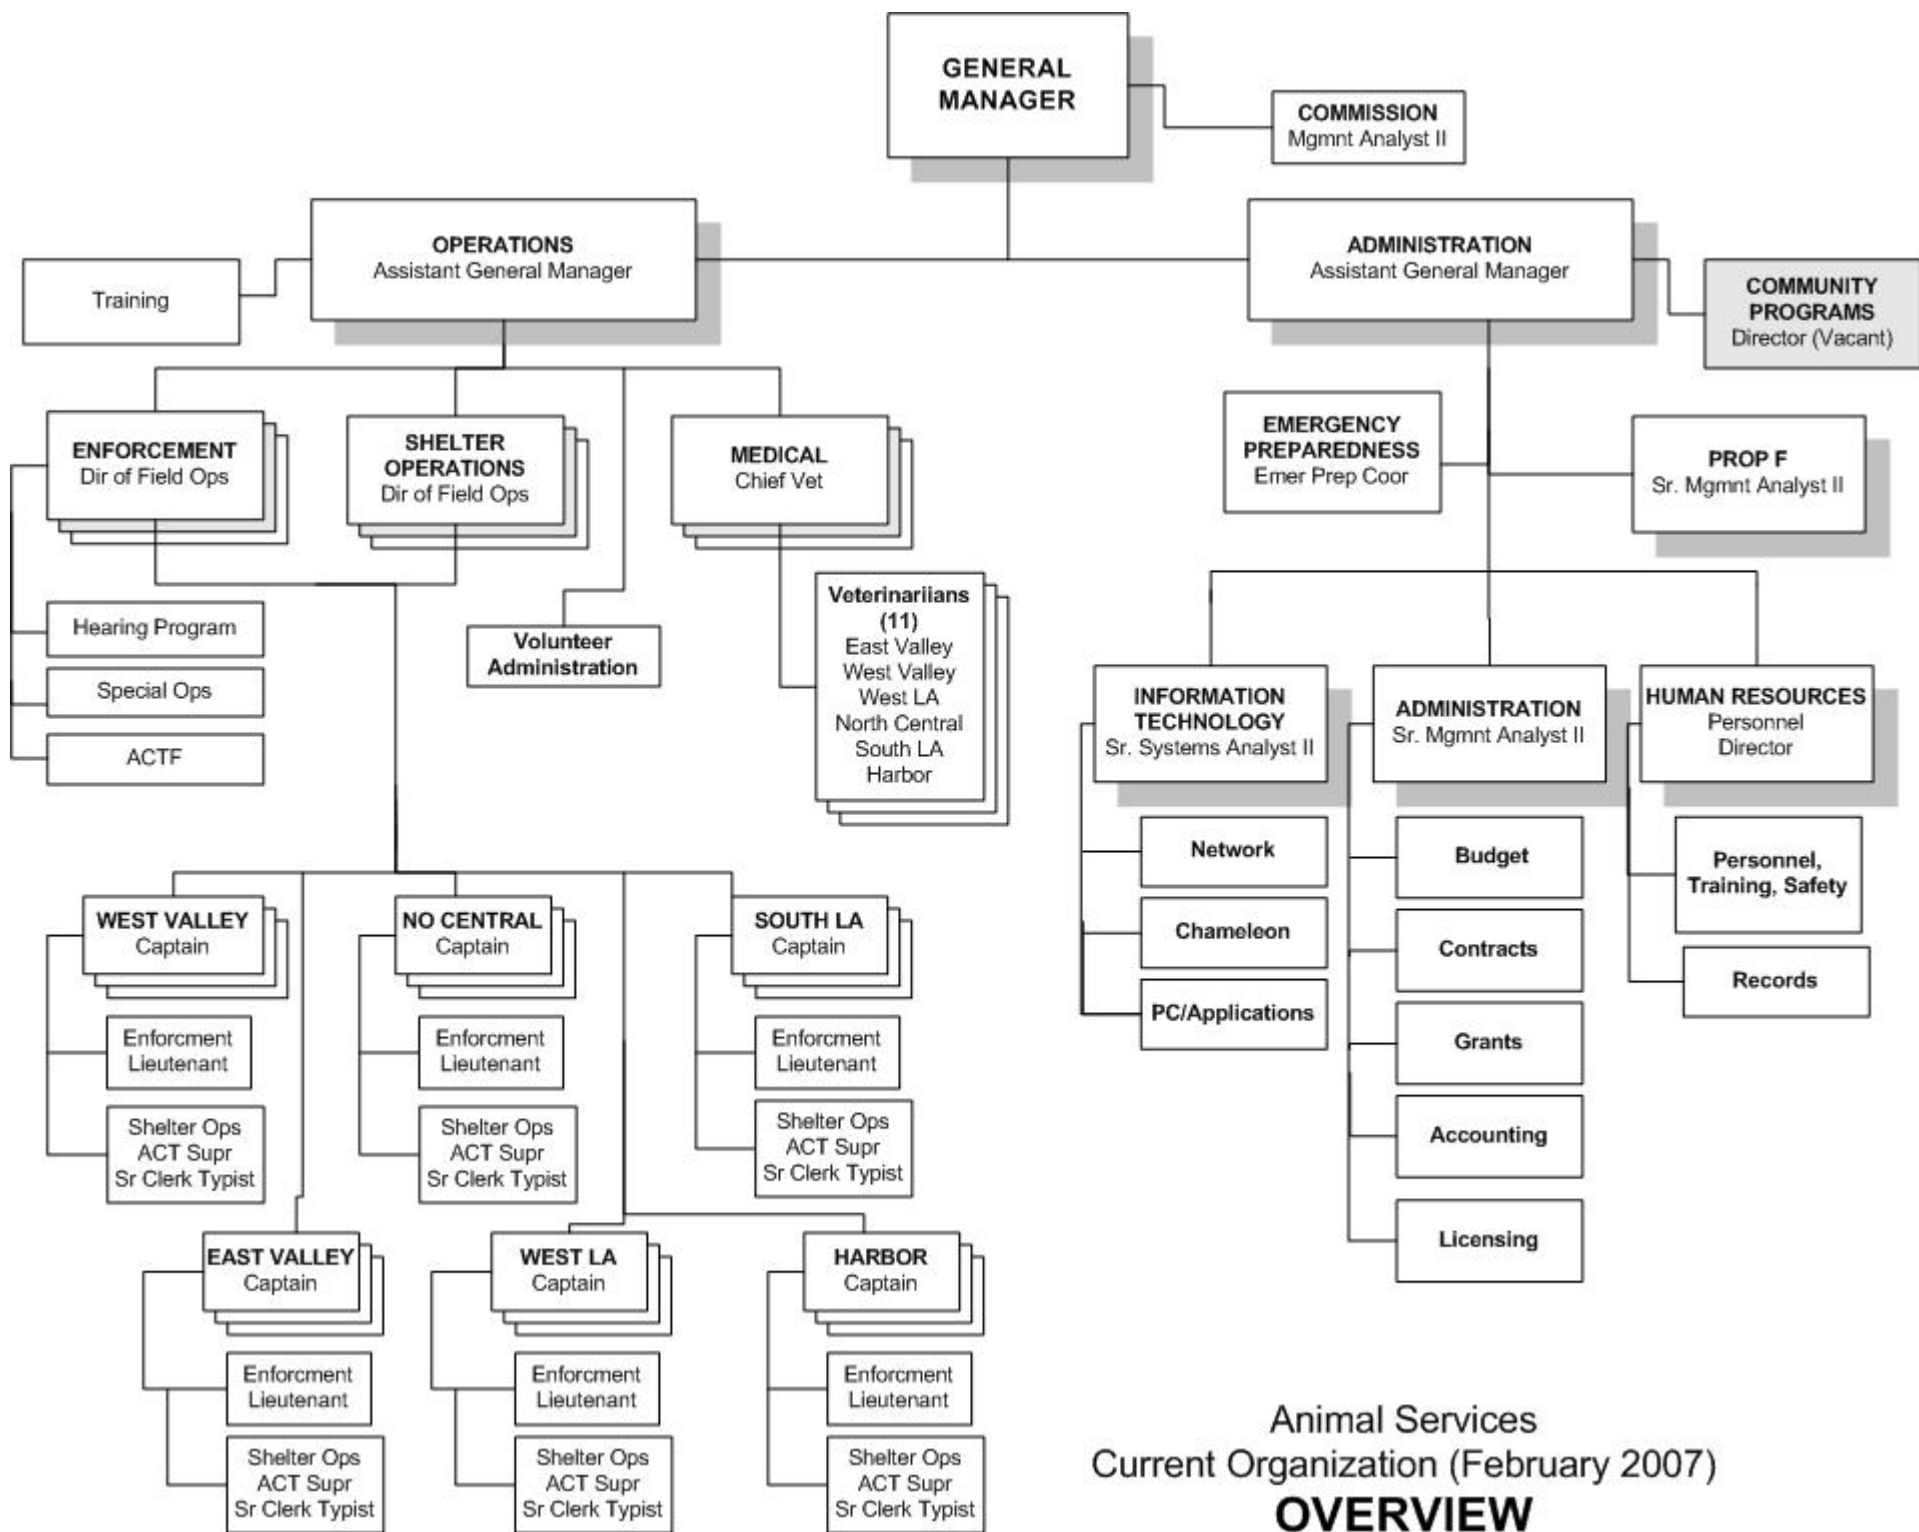 GENERAL
MANAGER
COMMISSION
Mgmnt Analyst II
OPERATIONS
Assistant General Manager
ADMINISTRATION
Assistant General Manager
Training
COMMUNITY
PROGRAMS
Director (Vacant)
ENFORCEMENT
Dir of Field Ops
SHELTER
OPERATIONS
Dir of Field Ops
MEDICAL
Chief Vet
EMERGENCY
PREPAREDNESS
Emer Prep Coor
PROP F
Sr. Mgmnt Analyst II
Hearing Program
Special Ops
ACTF
Volunteer
Administration
Veterinariians
(11)
East Valley
West Valley
West LA
North Central
South LA
Harbor
INFORMATION
TECHNOLOGY
Sr. Systems Analyst II
ADMINISTRATION
Sr. Mgmnt Analyst II
HUMAN RESOURCES
Personnel
Director
Network
Chameleon
PC/Applications
Budget
Contracts
Grants
Accounting
Licensing
Personnel,
Training, Safety
Records
WEST VALLEY
Captain
Enforcment
Lieutenant
Shelter Ops
ACT Supr
Sr Clerk Typist
NO CENTRAL
Captain
Enforcment
Lieutenant
Shelter Ops
ACT Supr
Sr Clerk Typist
SOUTH LA
Captain
Enforcment
Lieutenant
Shelter Ops
ACT Supr
Sr Clerk Typist
EAST VALLEY
Captain
Enforcment
Lieutenant
Shelter Ops
ACT Supr
Sr Clerk Typist
WEST LA
Captain
Enforcment
Lieutenant
Shelter Ops
ACT Supr
Sr Clerk Typist
HARBOR
Captain
Enforcment
Lieutenant
Shelter Ops
ACT Supr
Sr Clerk Typist
Animal Services
Current Organization (February 2007)
OVERVIEW